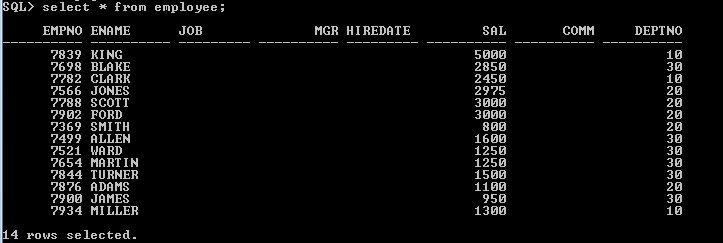 SQL> select * from employee;
EMPNO ENAME JOB MGR HIREDATE SAL COMM DEPTNO
---------- ---------- --------- ---------- --------- ---------- ---------- ----------
7839 KING 5000 10
7698 BLAKE 2850 30
7782 CLARK 2450 10
7566 JONES 2975 20
7788 SCOTT 3000 20
7902 FORD 3000 20
7369 SMITH 800 20
7499 ALLEN 1600 30
7521 WARD 1250 30
7654 MARTIN 1250 30
7844 TURNER 1500 30
7876 ADAMS 1100 20
7900 JAMES 950 30
7934 MILLER 1300 10
14 rows selected.